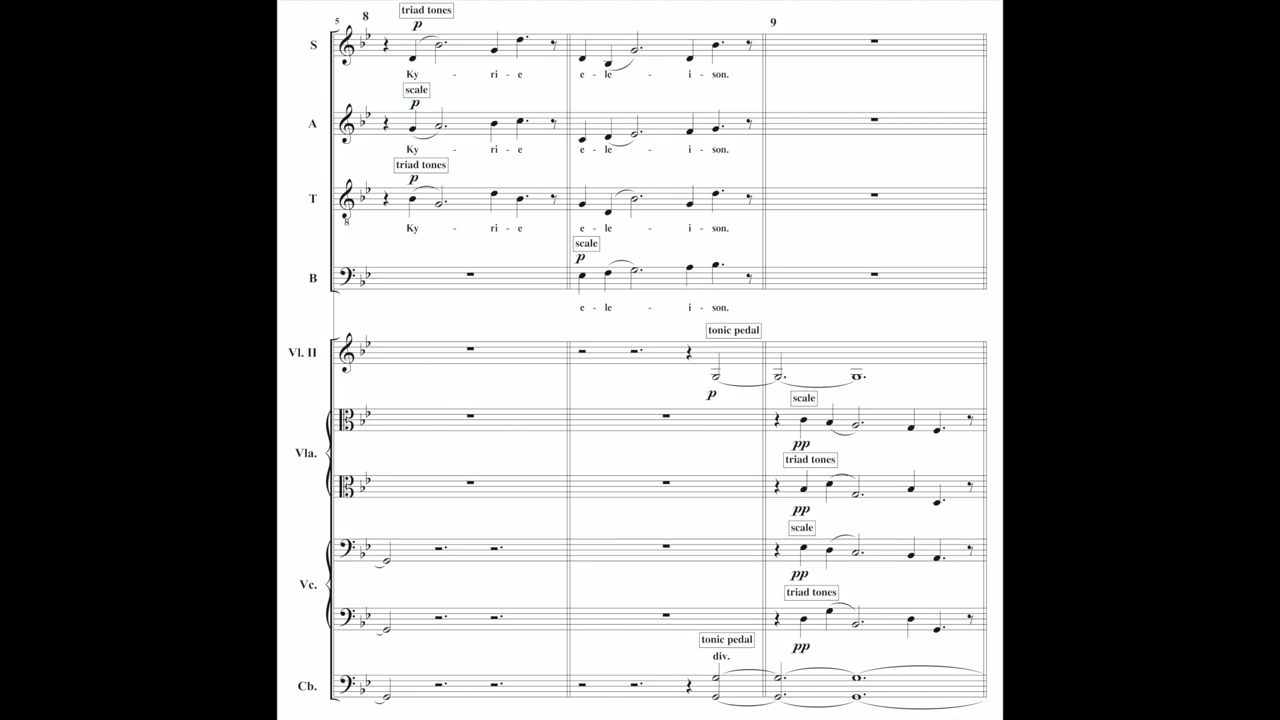 5 8 triad tones 9
p
S
Ky - ri - e e - le - i - son.
scale
p
A
Ky - ri - e e - le - i - son.
triad tones
p
T
8
Ky - ri - e e - le - i - son.
scale
p
B
e - le - i - son.
tonic pedal
Vl. II
p
scale
pp
Vla.
triad tones
pp
scale
pp
Vc.
triad tones
pp
tonic pedal
div.
Cb.